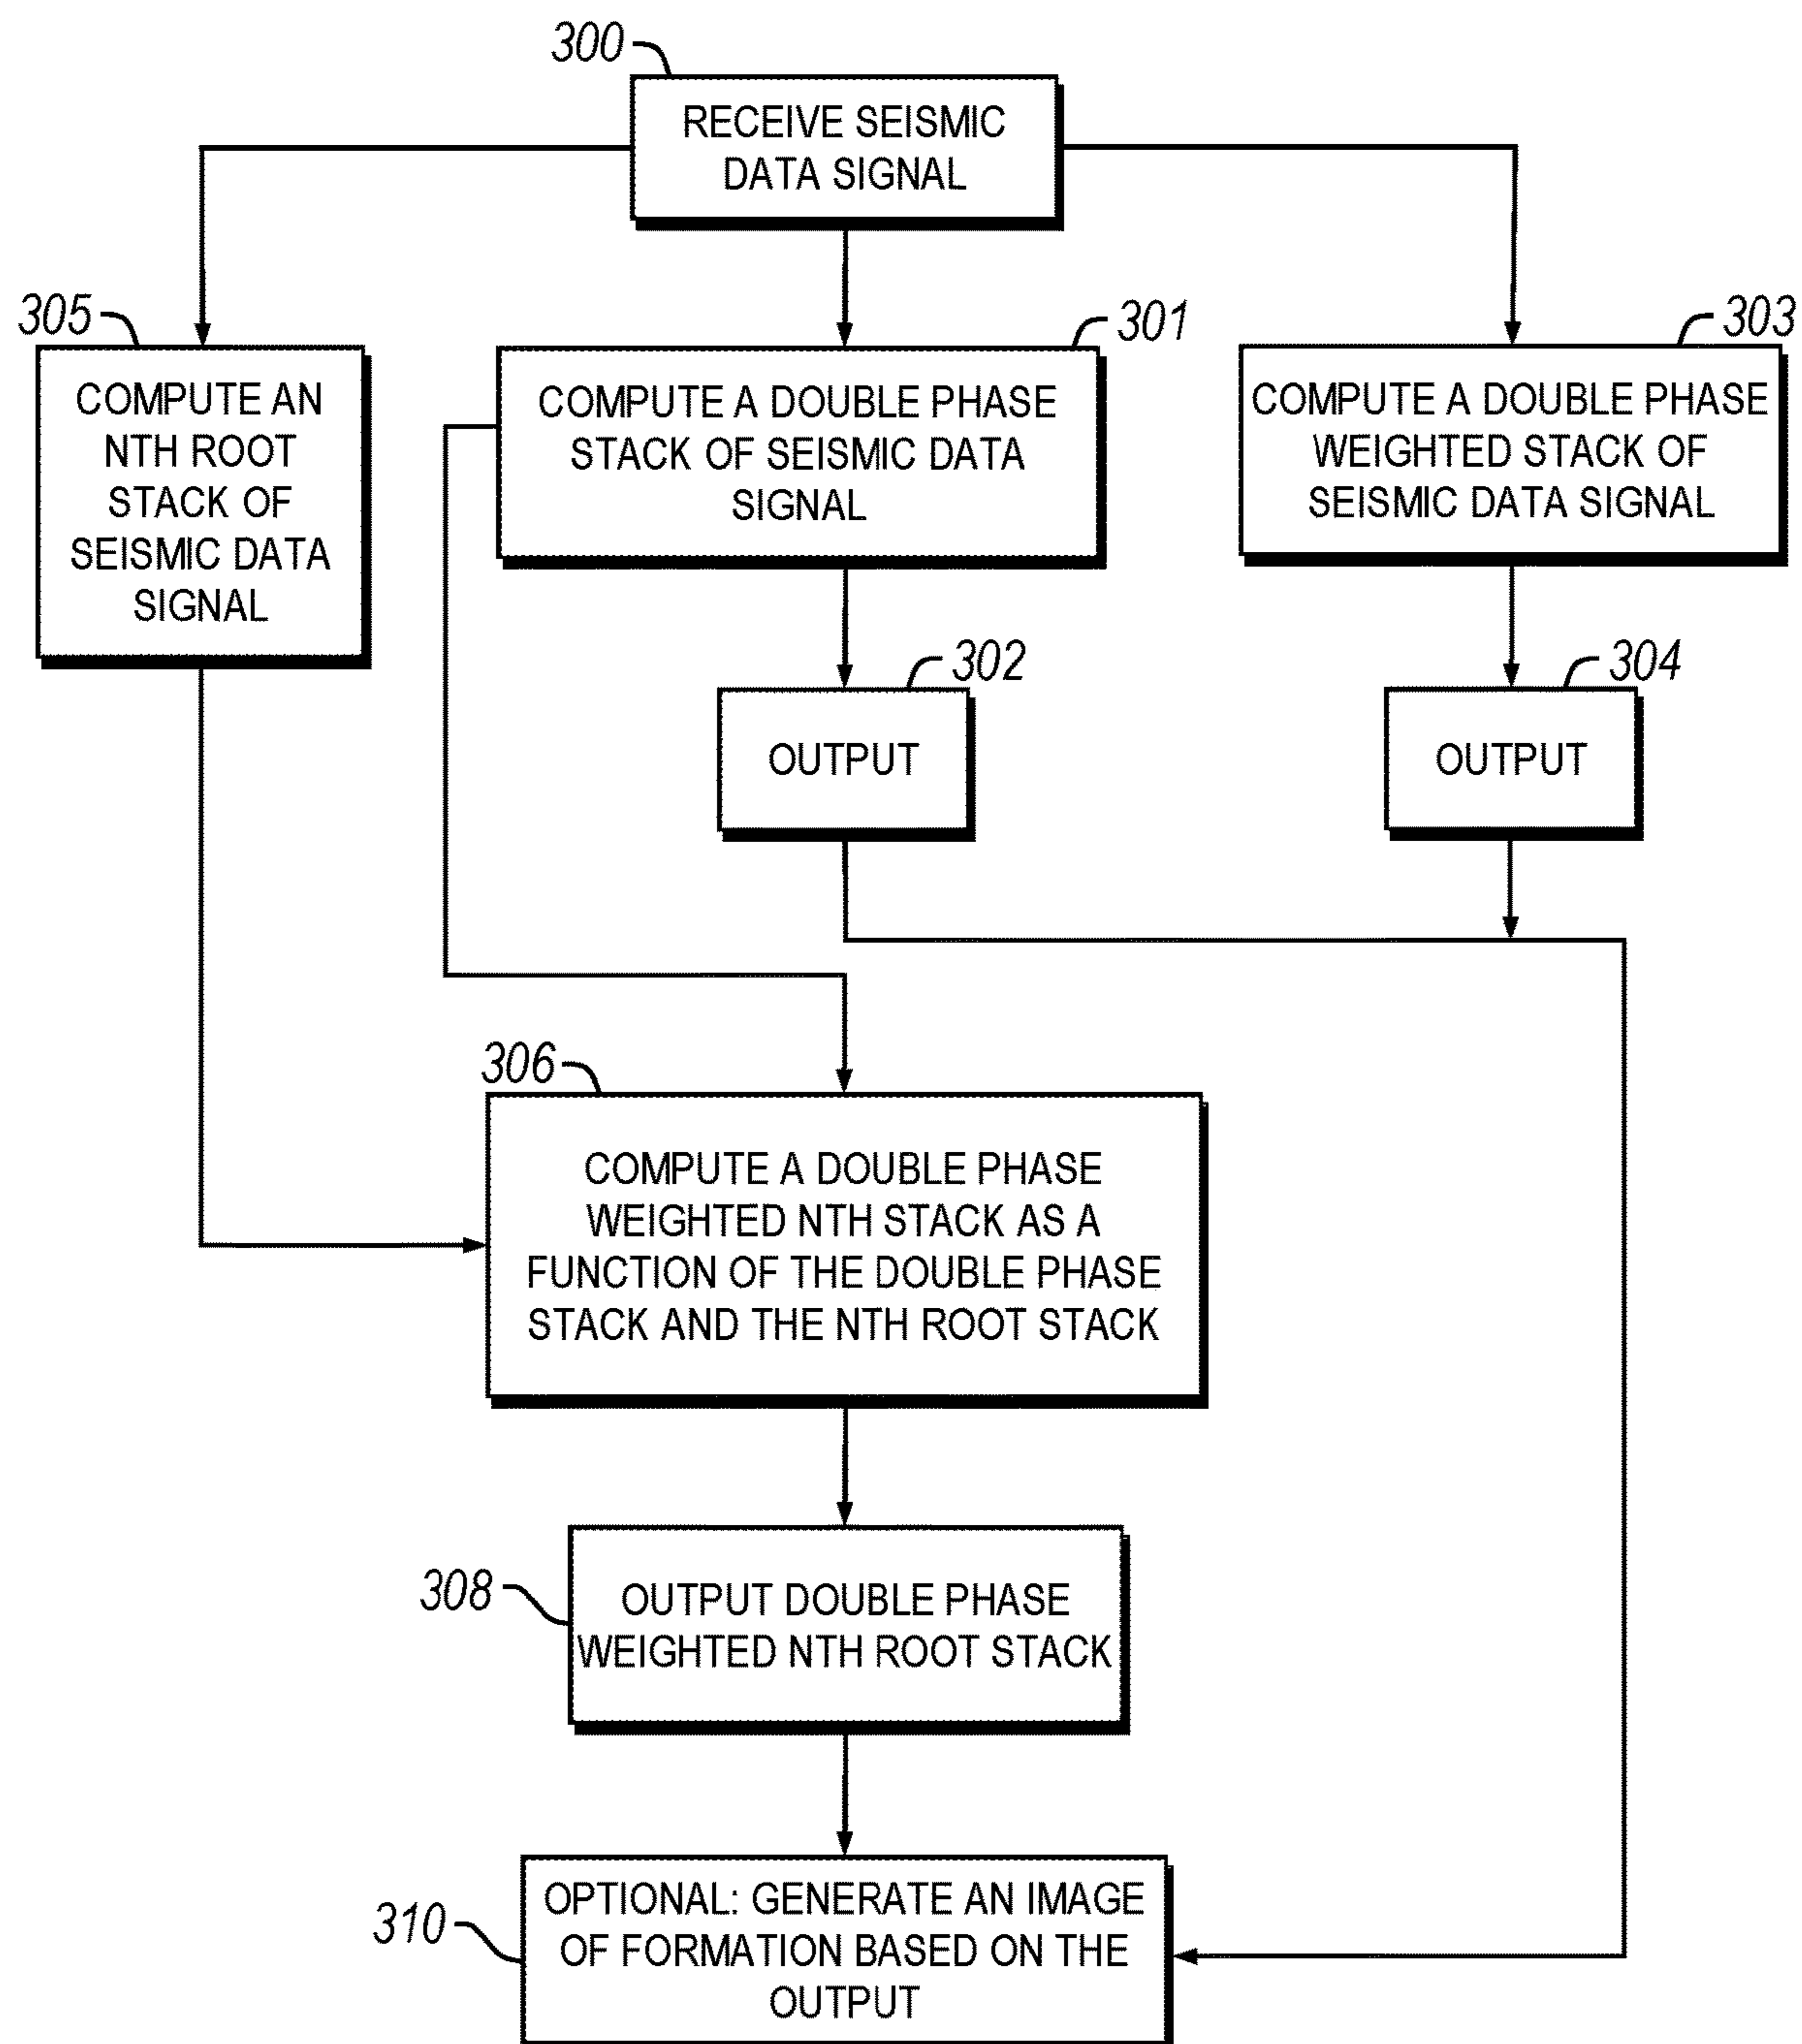 300
RECEIVE SEISMIC
DATA SIGNAL
305
COMPUTE AN
NTH ROOT
STACK OF
SEISMIC DATA
SIGNAL
301
COMPUTE A DOUBLE PHASE
STACK OF SEISMIC DATA
SIGNAL
303
COMPUTE A DOUBLE PHASE
WEIGHTED STACK OF
SEISMIC DATA SIGNAL
302
OUTPUT
304
OUTPUT
306
COMPUTE A DOUBLE PHASE
WEIGHTED NTH STACK AS A
FUNCTION OF THE DOUBLE PHASE
STACK AND THE NTH ROOT STACK
308
OUTPUT DOUBLE PHASE
WEIGHTED NTH ROOT STACK
310
OPTIONAL: GENERATE AN IMAGE
OF FORMATION BASED ON THE
OUTPUT